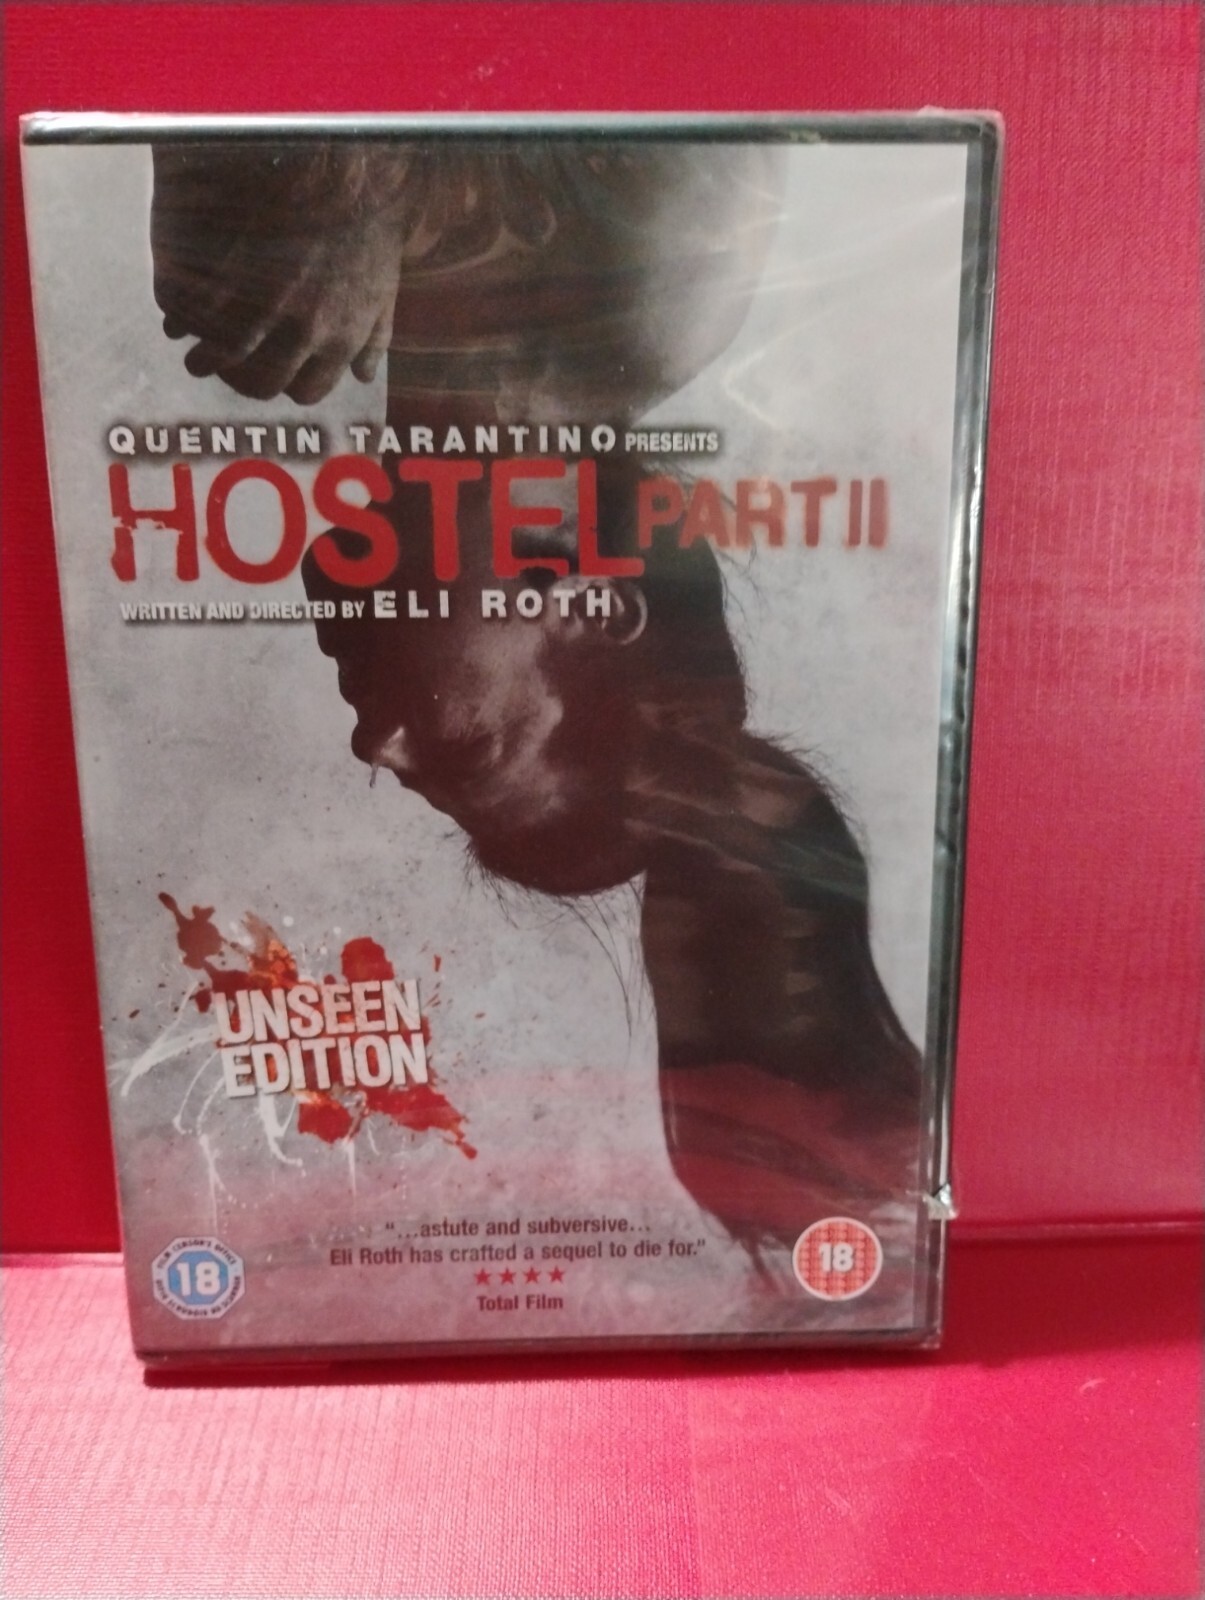 QUENTIN TARANTINO PRESENTS
HOSTEL PART II
WRITTEN AND DIRECTED BY ELI ROTH
UNSEEN
EDITION
"...astute and subversive...
Eli Roth has crafted a sequel to die for."
★★★★
Total Film
18
18